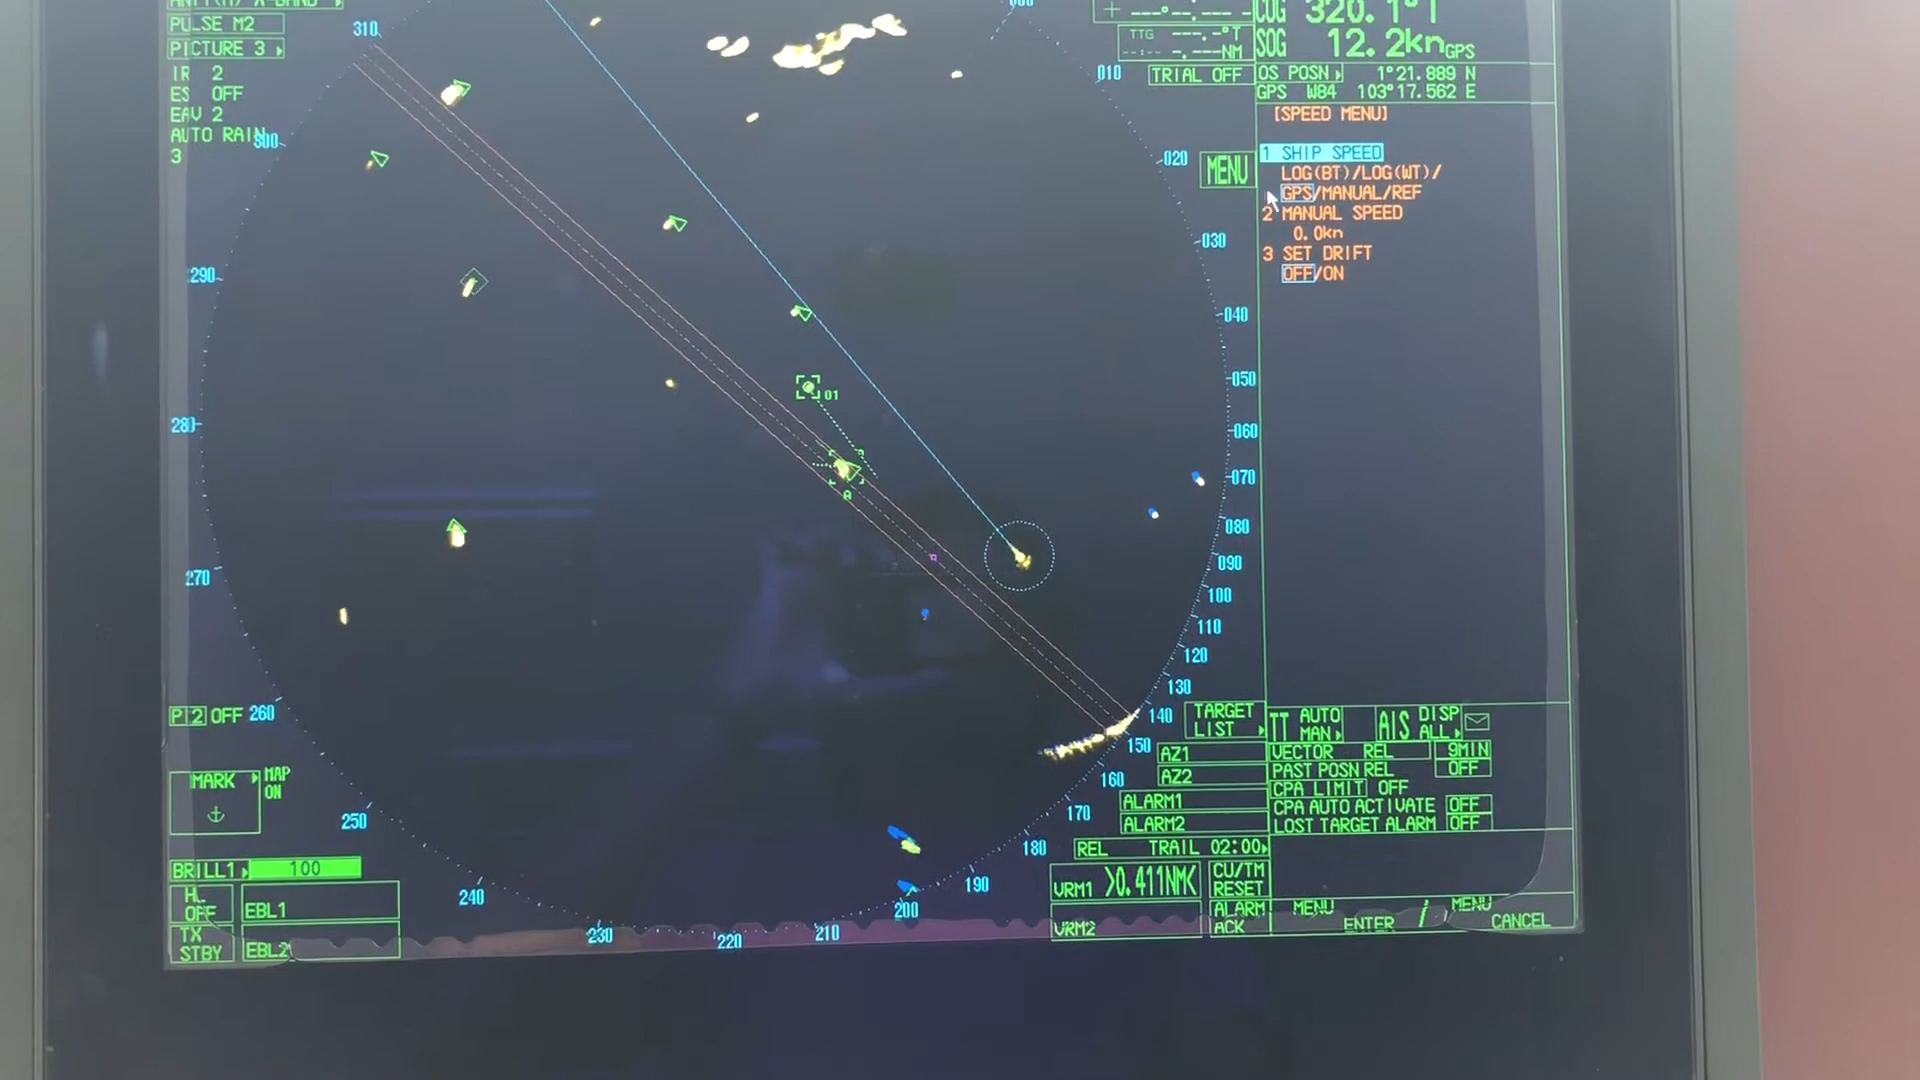 PULSE M2
PICTURE 3
IR 2
ES OFF
EAV 2
AUTO RAIN
3
310
300
290
280
270
260
250
240
230
220
210
200
190
180
170
160
150
140
130
120
110
100
090
080
070
060
050
040
030
020
010
01
A
TTG
NM
TRIAL OFF
MENU
COG 320.1°T
SOG 12.2kn GPS
OS POSN 1°21.889 N
GPS W84 103°17.562 E
[SPEED MENU]
1 SHIP SPEED
LOG(BT)/LOG(WT)/
GPS/MANUAL/REF
2 MANUAL SPEED
0.0kn
3 SET DRIFT
OFF/ON
PI2 OFF
MARK
MAP
ON
BRILL1 100
HL
OFF
EBL1
TX
STBY
EBL2
TARGET
LIST
AZ1
AZ2
ALARM1
ALARM2
REL TRAIL 02:00
VRM1 >0.411NM<
VRM2
CU/TM
RESET
ALARM
ACK
TT AUTO
MAN
AIS DISP
ALL
VECTOR REL 9MIN
PAST POSN REL OFF
CPA LIMIT OFF
CPA AUTO ACTIVATE OFF
LOST TARGET ALARM OFF
MENU
ENTER / MENU
CANCEL